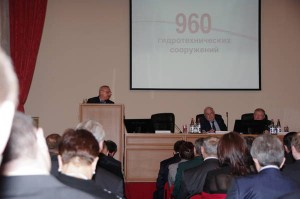 960
гидротехнических
сооружений